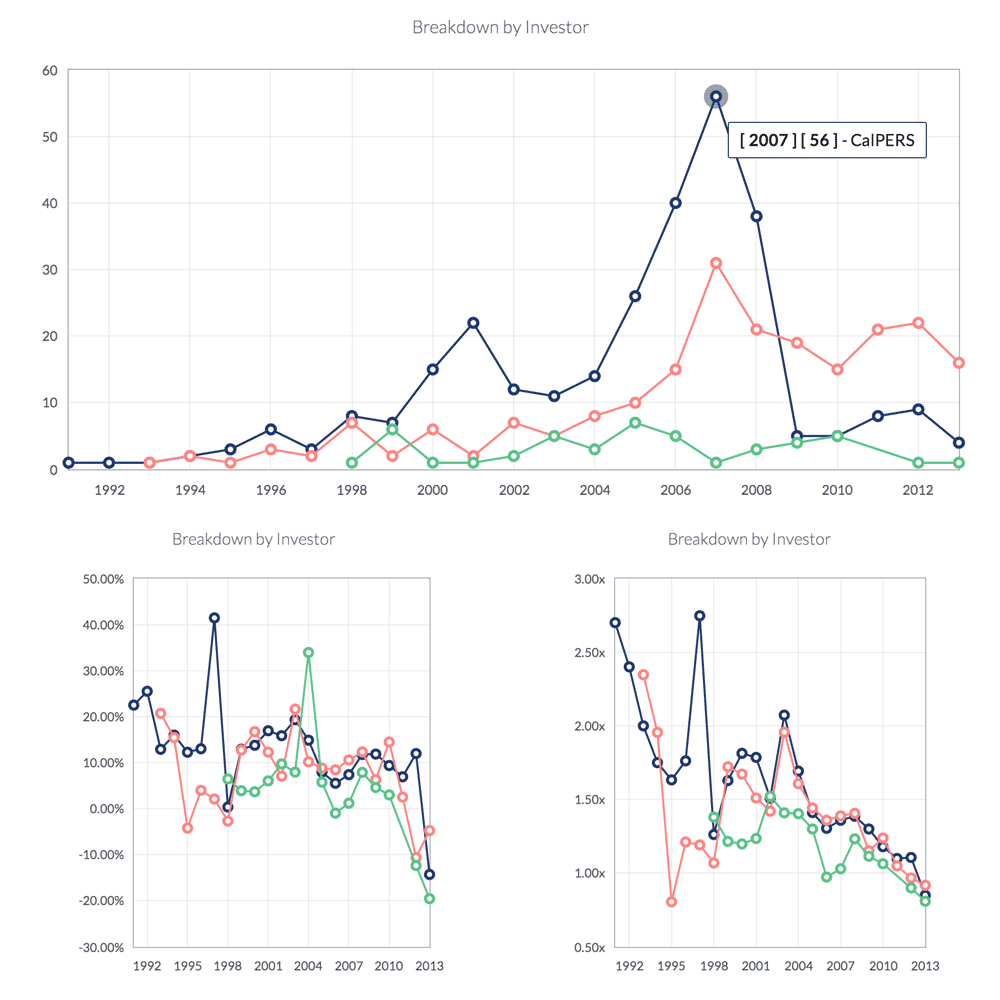 Breakdown by Investor
60
50
40
30
20
10
0
[ 2007 ] [ 56 ] - CalPERS
1992 1994 1996 1998 2000 2002 2004 2006 2008 2010 2012
Breakdown by Investor
50.00%
40.00%
30.00%
20.00%
10.00%
0.00%
-10.00%
-20.00%
-30.00%
1992 1995 1998 2001 2004 2007 2010 2013
Breakdown by Investor
3.00x
2.50x
2.00x
1.50x
1.00x
0.50x
1992 1995 1998 2001 2004 2007 2010 2013